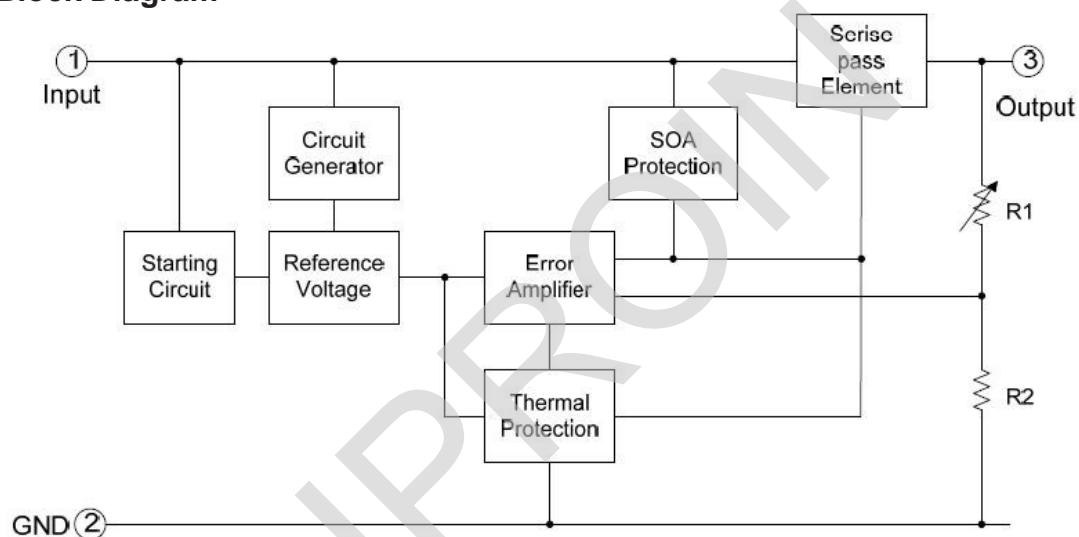 Block Diagram
1
Input
Serise
pass
Element
3
Output
Circuit
Generator
SOA
Protection
R1
Starting
Circuit
Reference
Voltage
Error
Amplifier
Thermal
Protection
R2
GND 2
IPROIN